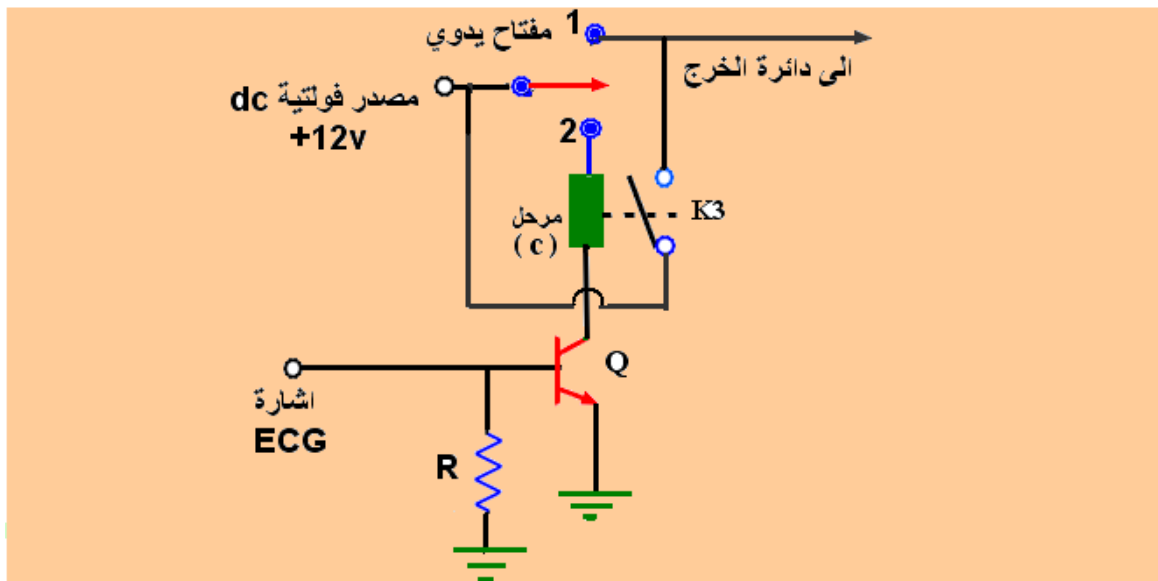 مفتاح يدوي 1
الى دائرة الخرج
مصدر فولتية dc
+12v
2
مرحل
( c )
K3
Q
اشارة
ECG
R